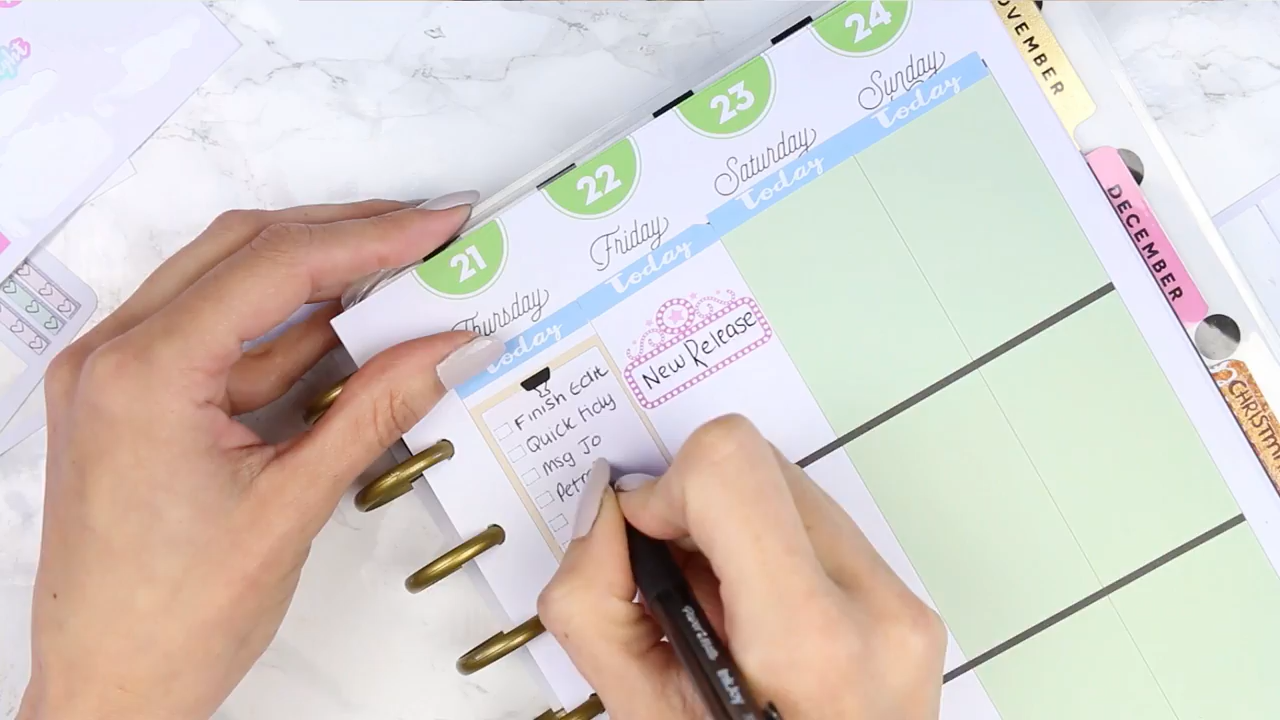 21
22
23
24
Thursday
Friday
Saturday
Sunday
Today
Today
Today
Today
Finish Edit
Quick tidy
Msg Jo
New Release
NOVEMBER
DECEMBER
InkJoy